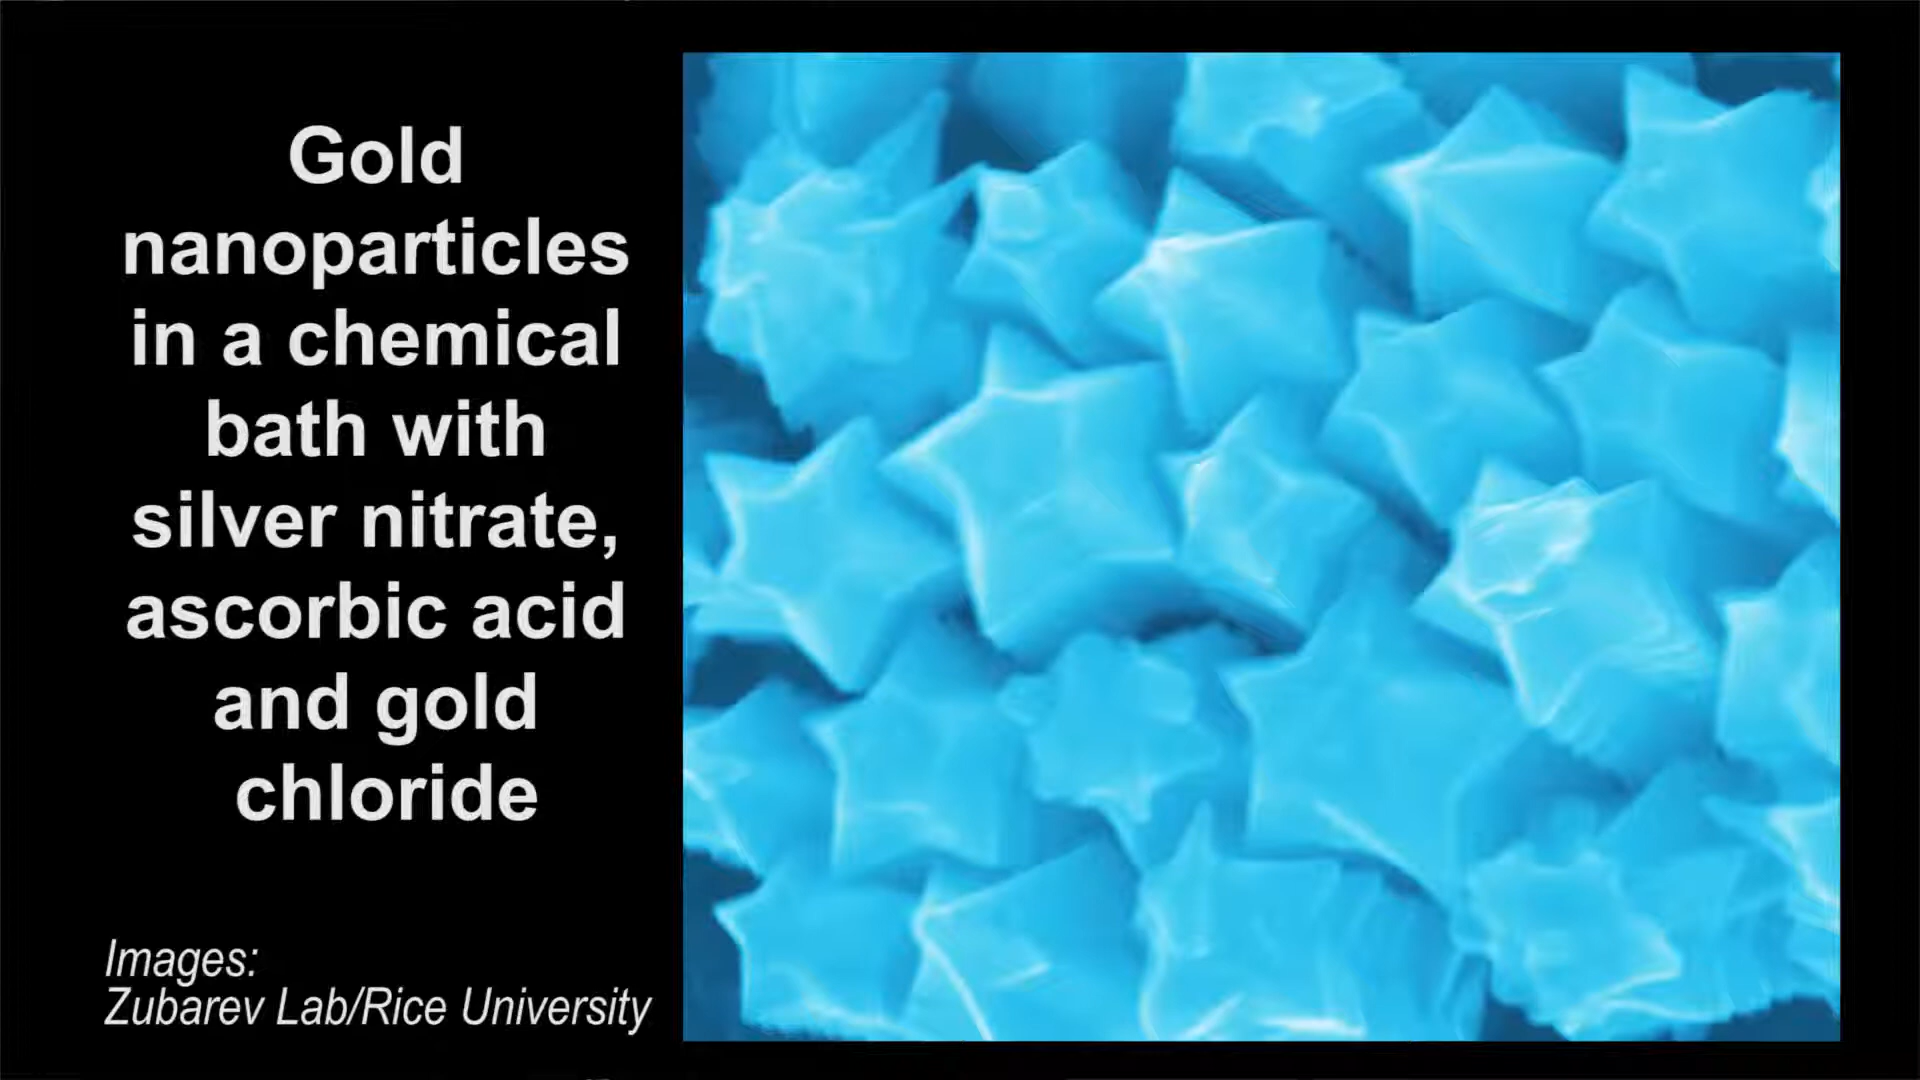 Gold
nanoparticles
in a chemical
bath with
silver nitrate,
ascorbic acid
and gold
chloride
Images:
Zubarev Lab/Rice University